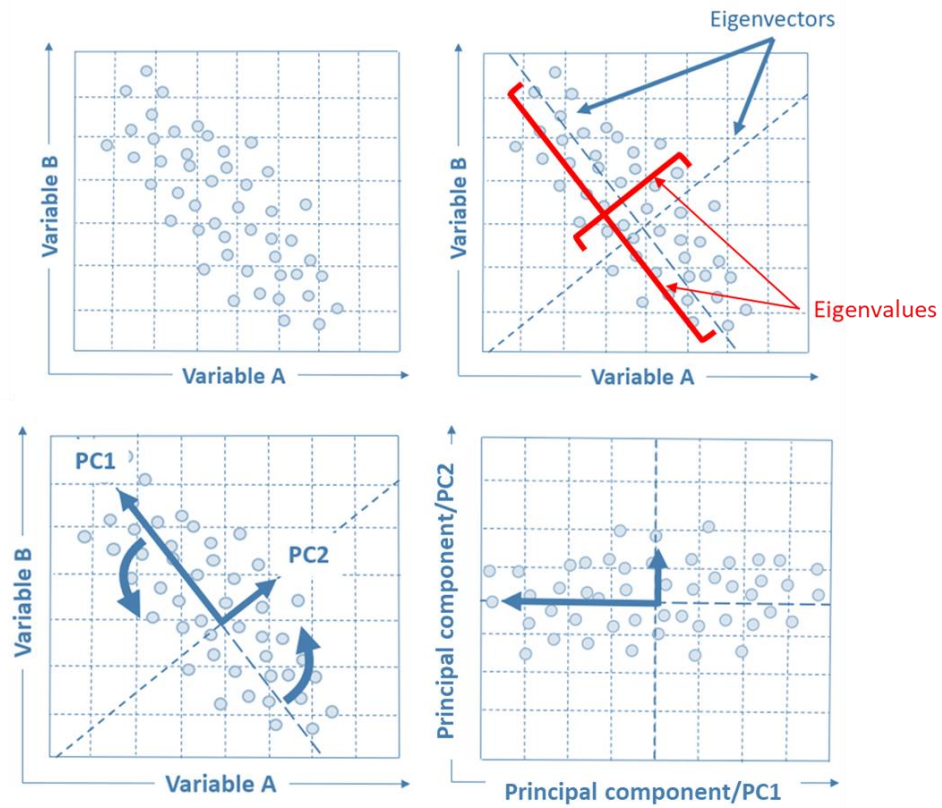 Eigenvectors
Variable B
Variable A
Variable B
Variable A
Eigenvalues
PC1
PC2
Variable B
Variable A
Principal component/PC2
Principal component/PC1